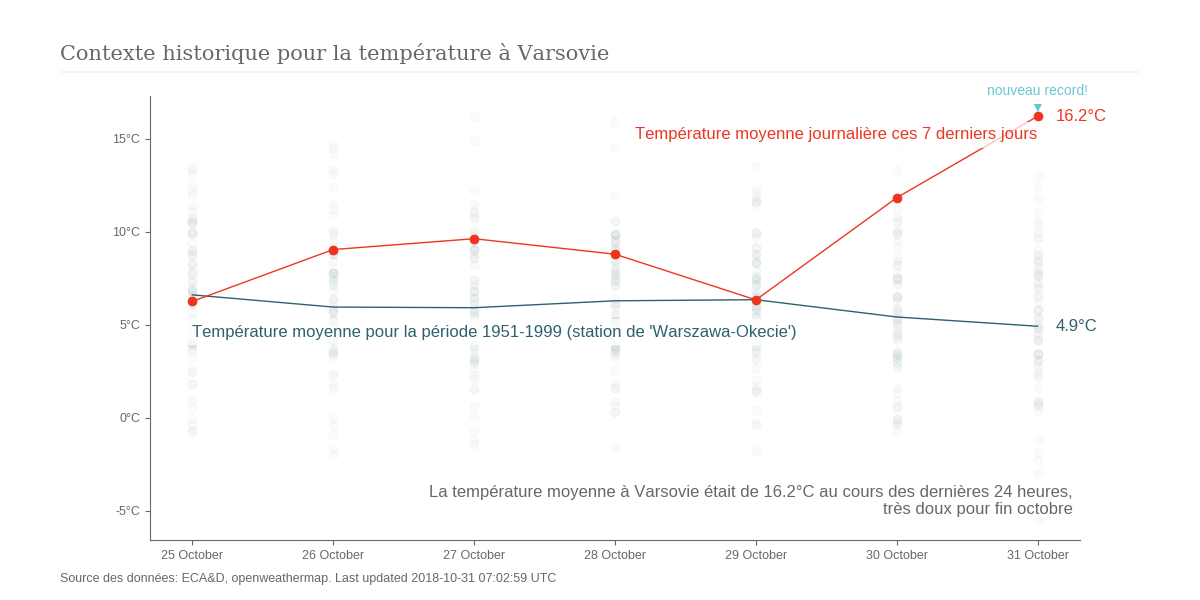 Contexte historique pour la température à Varsovie
nouveau record!
16.2°C
Température moyenne journalière ces 7 derniers jours
15°C
10°C
5°C
0°C
-5°C
4.9°C
Température moyenne pour la période 1951-1999 (station de 'Warszawa-Okecie')
La température moyenne à Varsovie était de 16.2°C au cours des dernières 24 heures,
très doux pour fin octobre
25 October
26 October
27 October
28 October
29 October
30 October
31 October
Source des données: ECA&D, openweathermap. Last updated 2018-10-31 07:02:59 UTC